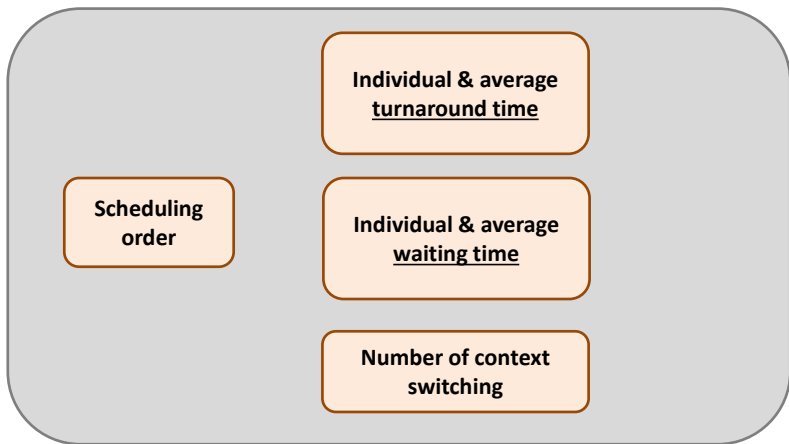 Individual & average
turnaround time
Scheduling
order
Individual & average
waiting time
Number of context
switching